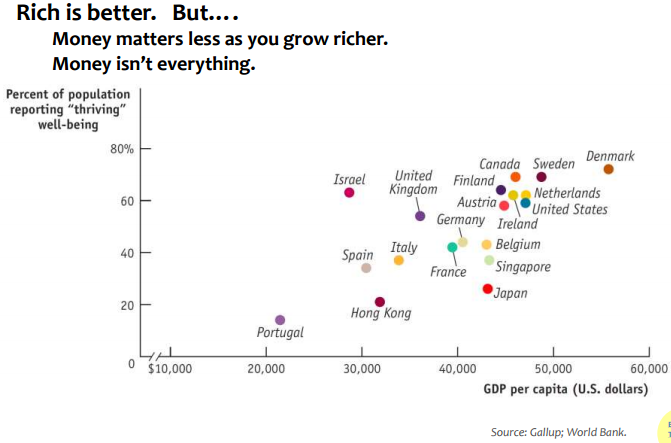 Rich is better. But….
Money matters less as you grow richer.
Money isn't everything.
Percent of population
reporting “thriving”
well-being
80%
60
40
20
0
Israel
United
Kingdom
Canada
Sweden
Denmark
Finland
Netherlands
Austria
United States
Ireland
Germany
Belgium
Spain
Italy
France
Singapore
Japan
Hong Kong
Portugal
$10,000
20,000
30,000
40,000
50,000
60,000
GDP per capita (U.S. dollars)
Source: Gallup; World Bank.